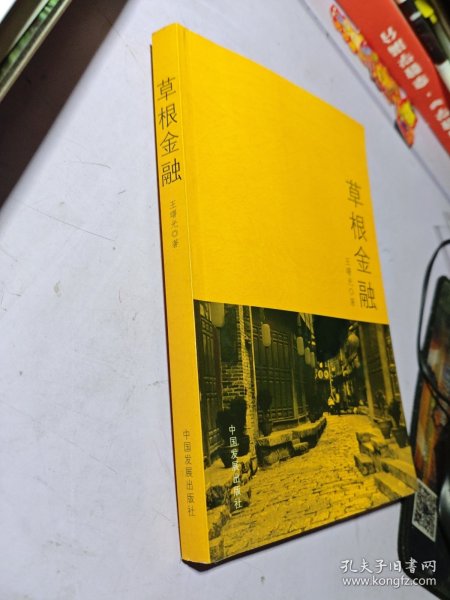 草根金融
王曙光◎著
中国发展出版社
草根金融
王曙光◎著
中国发展出版社
孔夫子旧书网
www.kongfz.com